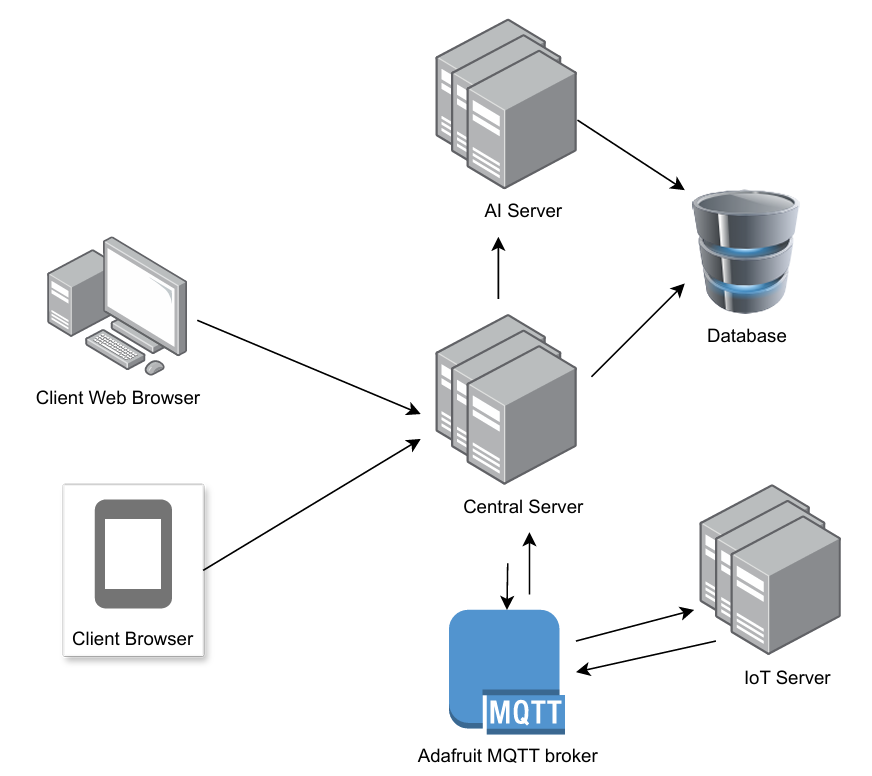 AI Server
Database
Client Web Browser
Central Server
Client Browser
IoT Server
MQTT
Adafruit MQTT broker